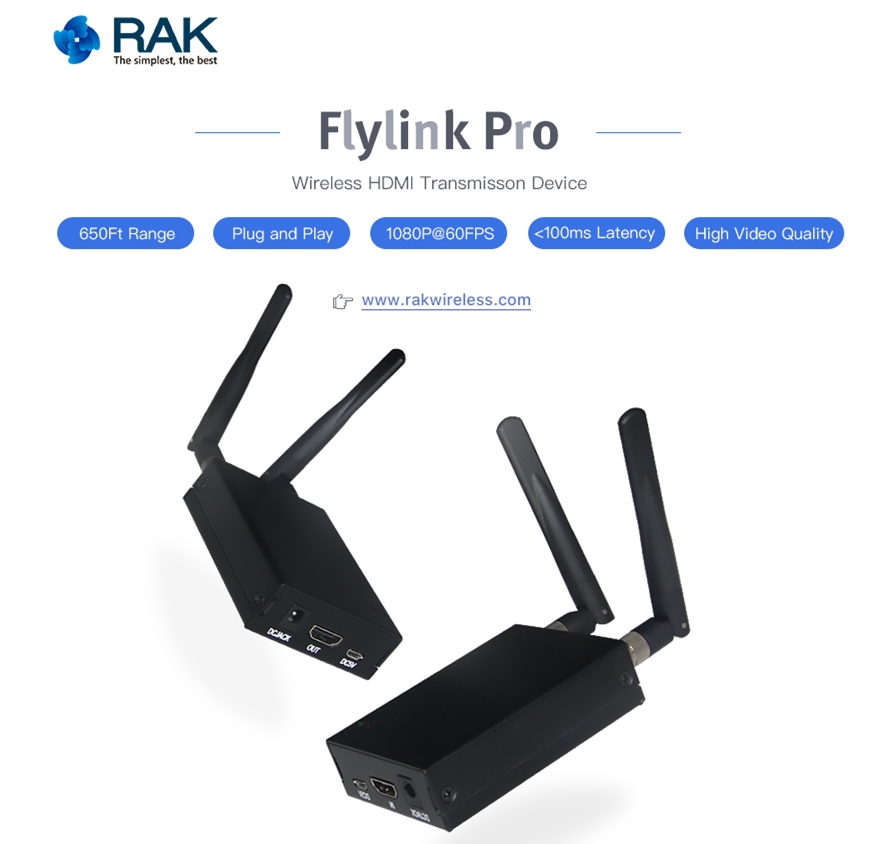 RAK
The simplest, the best
Flylink Pro
Wireless HDMI Transmisson Device
650Ft Range
Plug and Play
1080P@60FPS
<100ms Latency
High Video Quality
www.rakwireless.com
DCJACK
OUT
DC5V
DC5V
IN
DCJACK